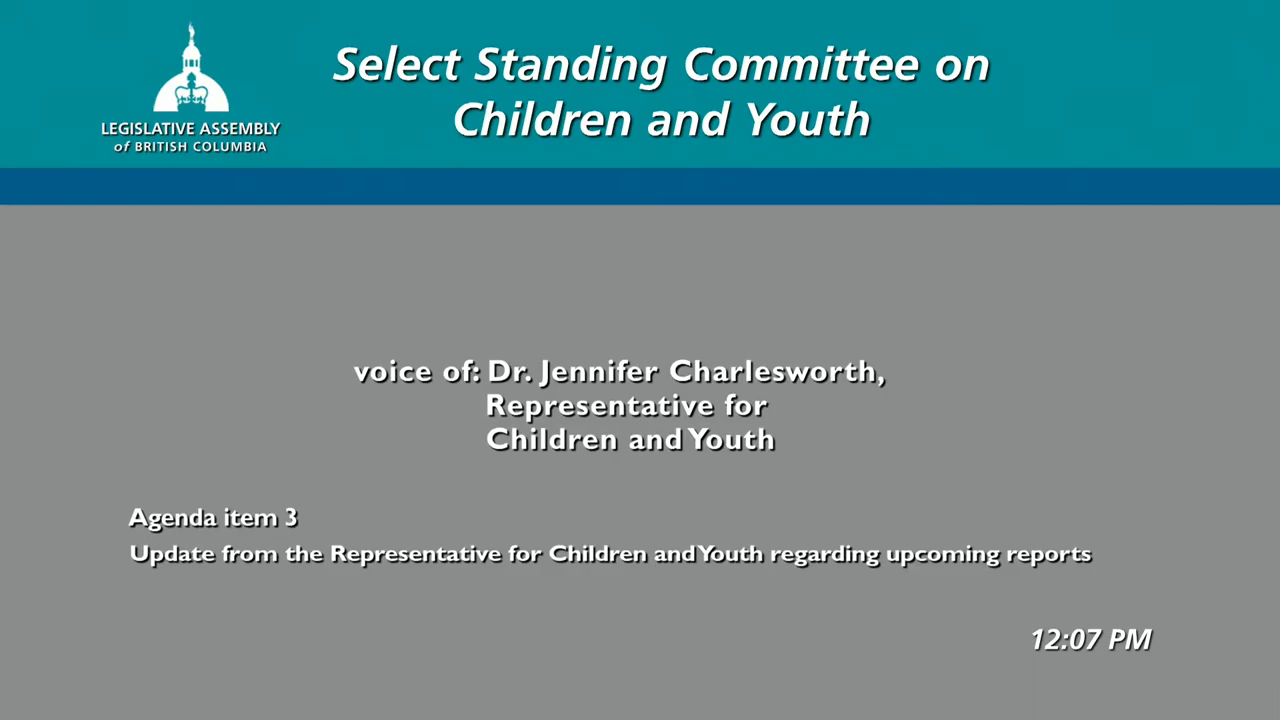 Select Standing Committee on
Children and Youth
LEGISLATIVE ASSEMBLY
of BRITISH COLUMBIA
voice of: Dr. Jennifer Charlesworth,
Representative for
Children and Youth
Agenda item 3
Update from the Representative for Children and Youth regarding upcoming reports
12:07 PM